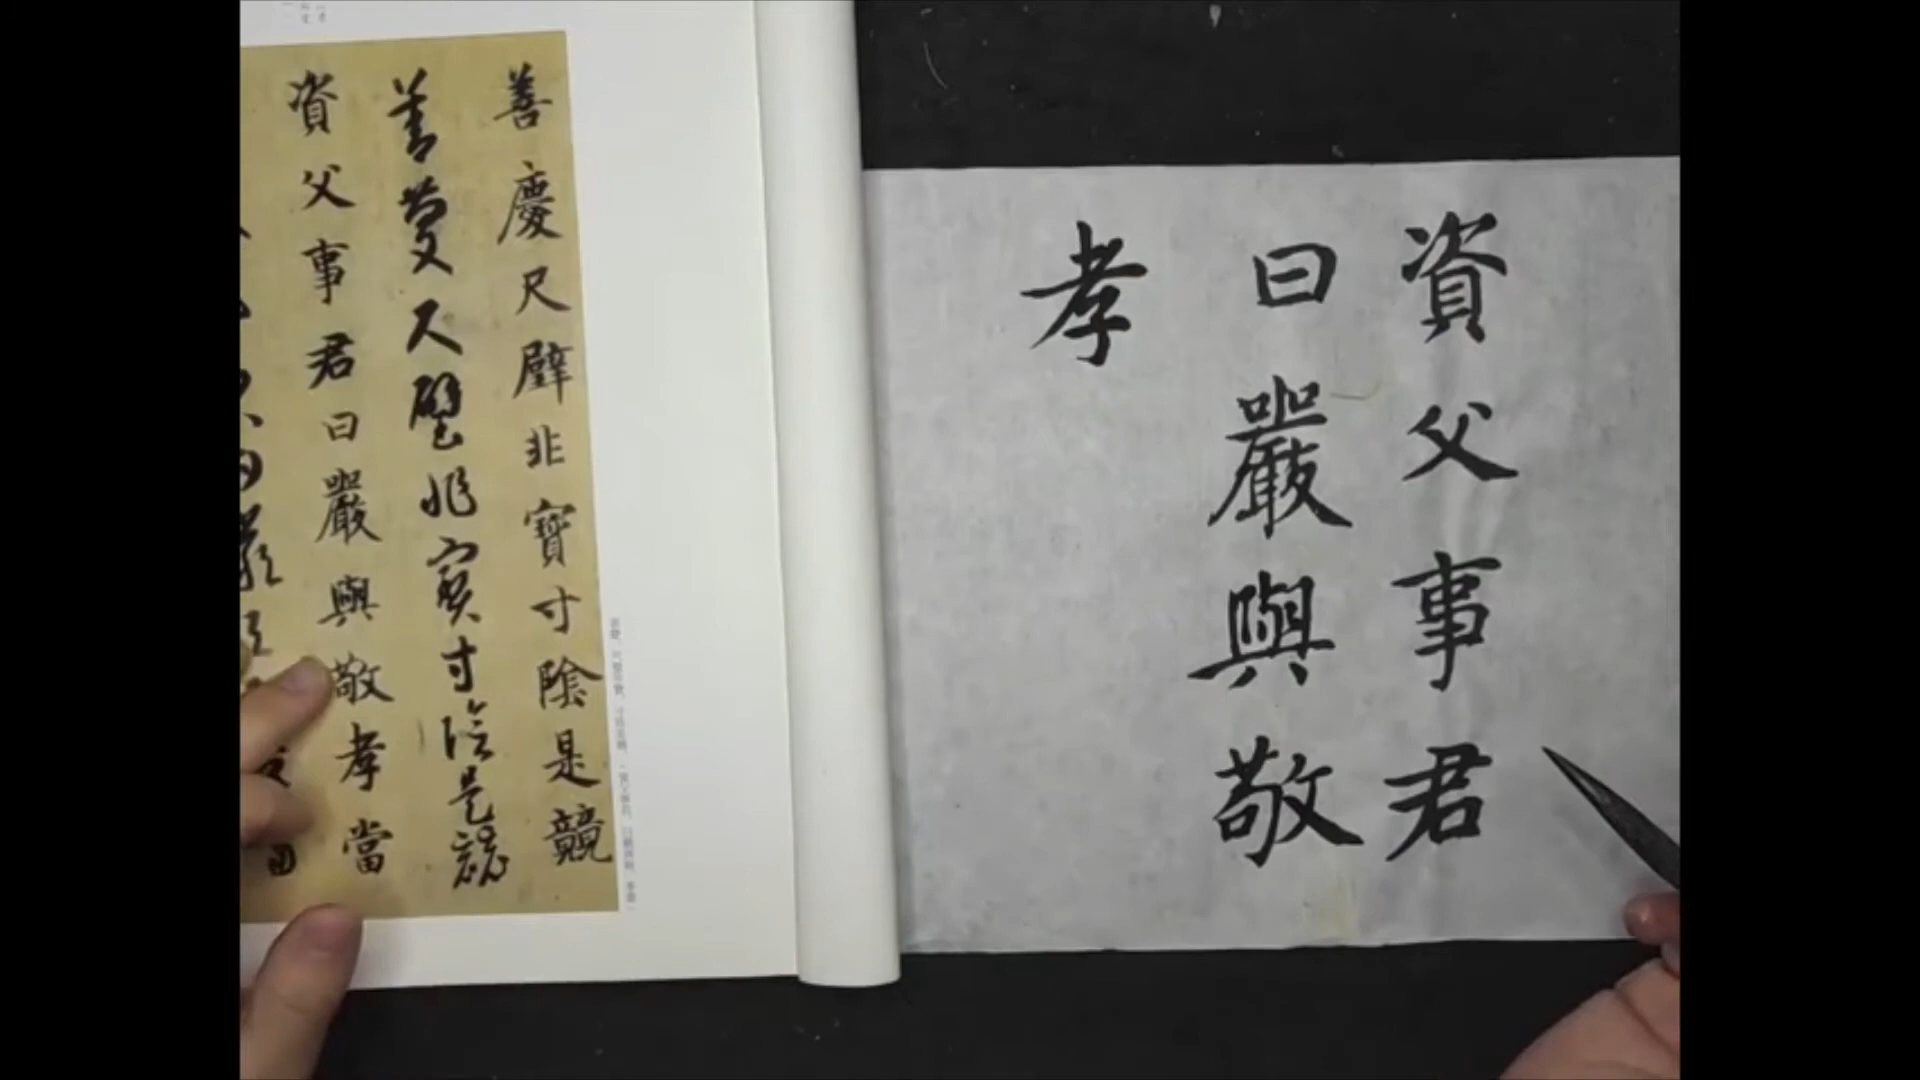 資父事君
曰嚴與敬
孝
善慶尺璧非寶寸陰是競
善慶尺璧非寶寸陰是競
資父事君曰嚴與敬孝當